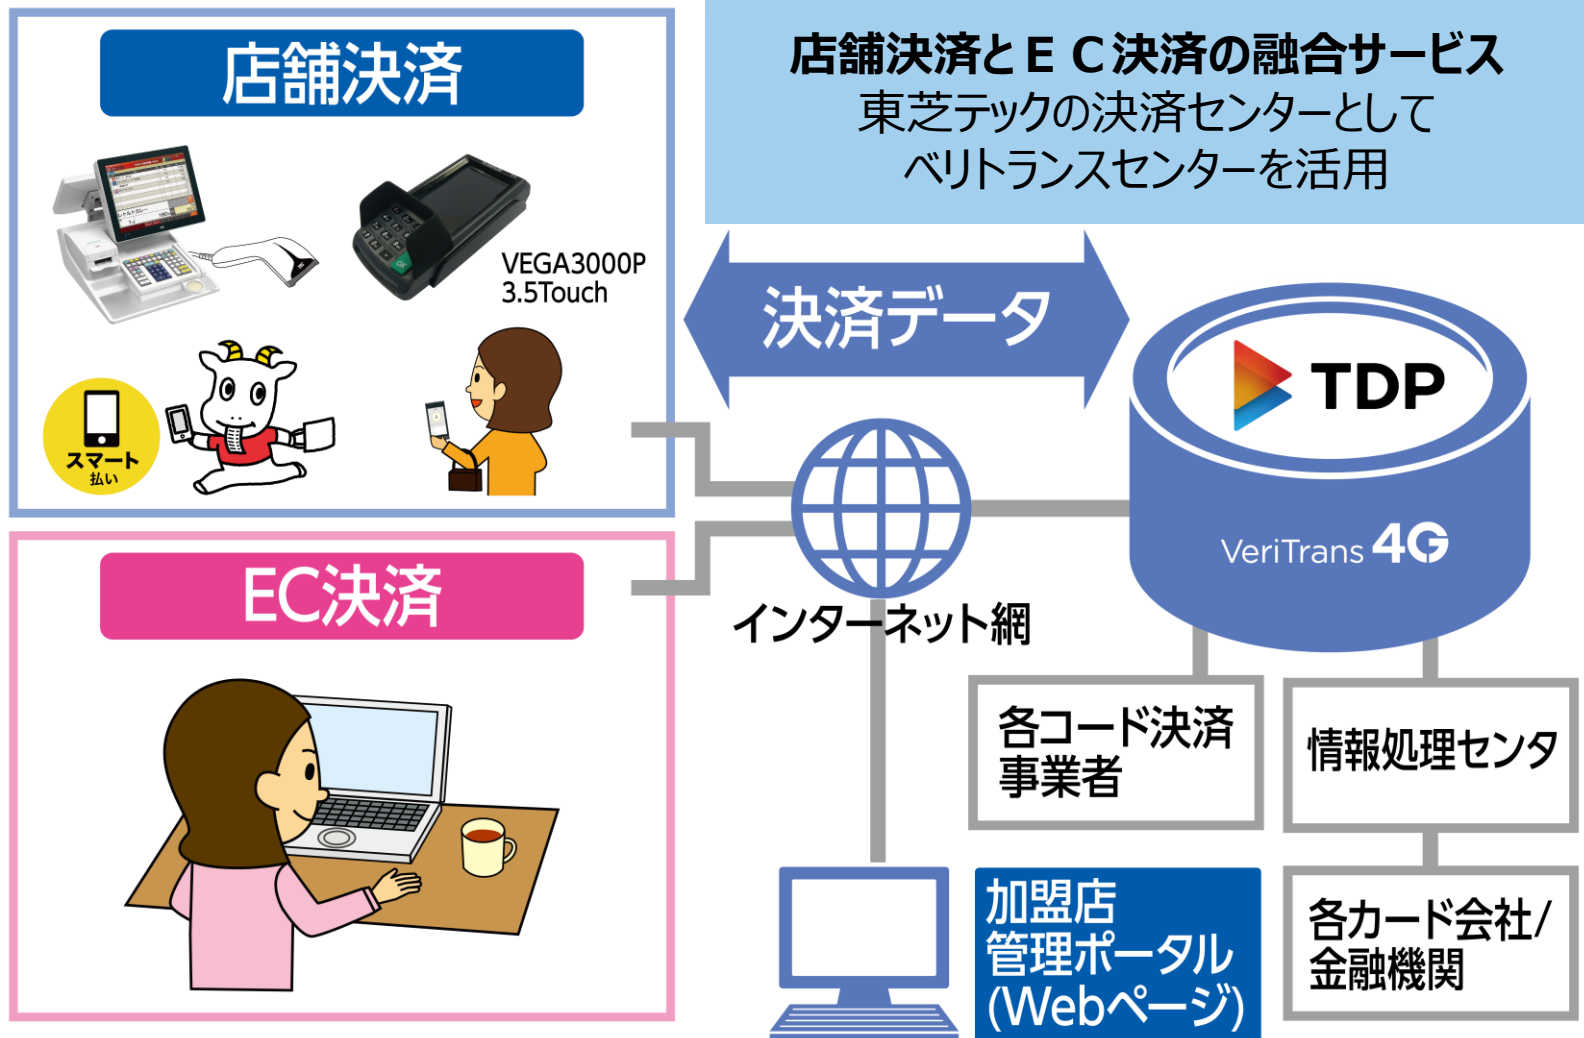 店舗決済
店舗決済とＥＣ決済の融合サービス
東芝テックの決済センターとして
ベリトランスセンターを活用
VEGA3000P
3.5Touch
スマート
払い
決済データ
TDP
VeriTrans 4G
インターネット網
EC決済
各コード決済
事業者
情報処理センタ
加盟店
管理ポータル
(Webページ)
各カード会社/
金融機関